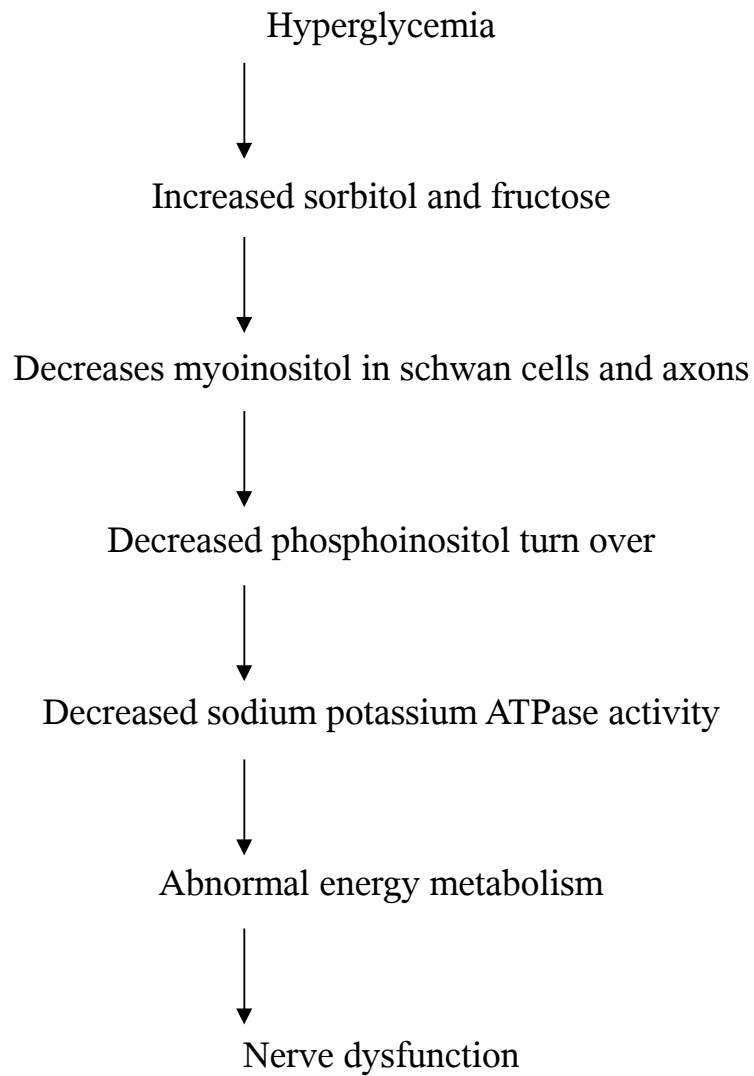 Hyperglycemia
Increased sorbitol and fructose
Decreases myoinositol in schwan cells and axons
Decreased phosphoinositol turn over
Decreased sodium potassium ATPase activity
Abnormal energy metabolism
Nerve dysfunction